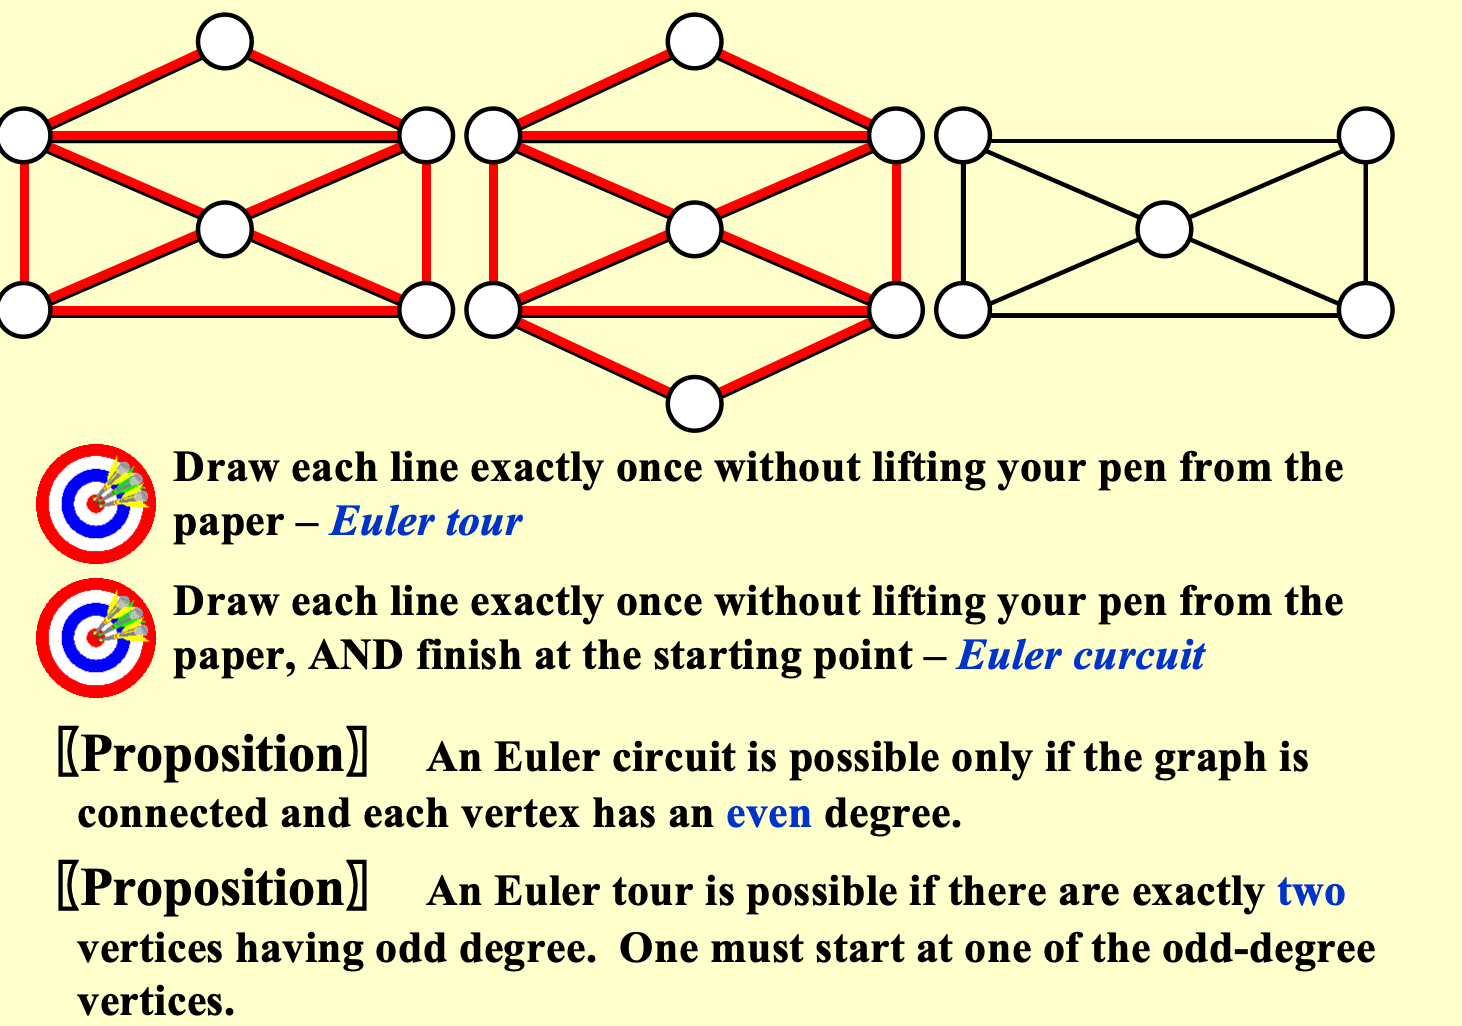 Draw each line exactly once without lifting your pen from the
paper – Euler tour
Draw each line exactly once without lifting your pen from the
paper, AND finish at the starting point – Euler curcuit
〖Proposition〗 An Euler circuit is possible only if the graph is
connected and each vertex has an even degree.
〖Proposition〗 An Euler tour is possible if there are exactly two
vertices having odd degree. One must start at one of the odd-degree
vertices.